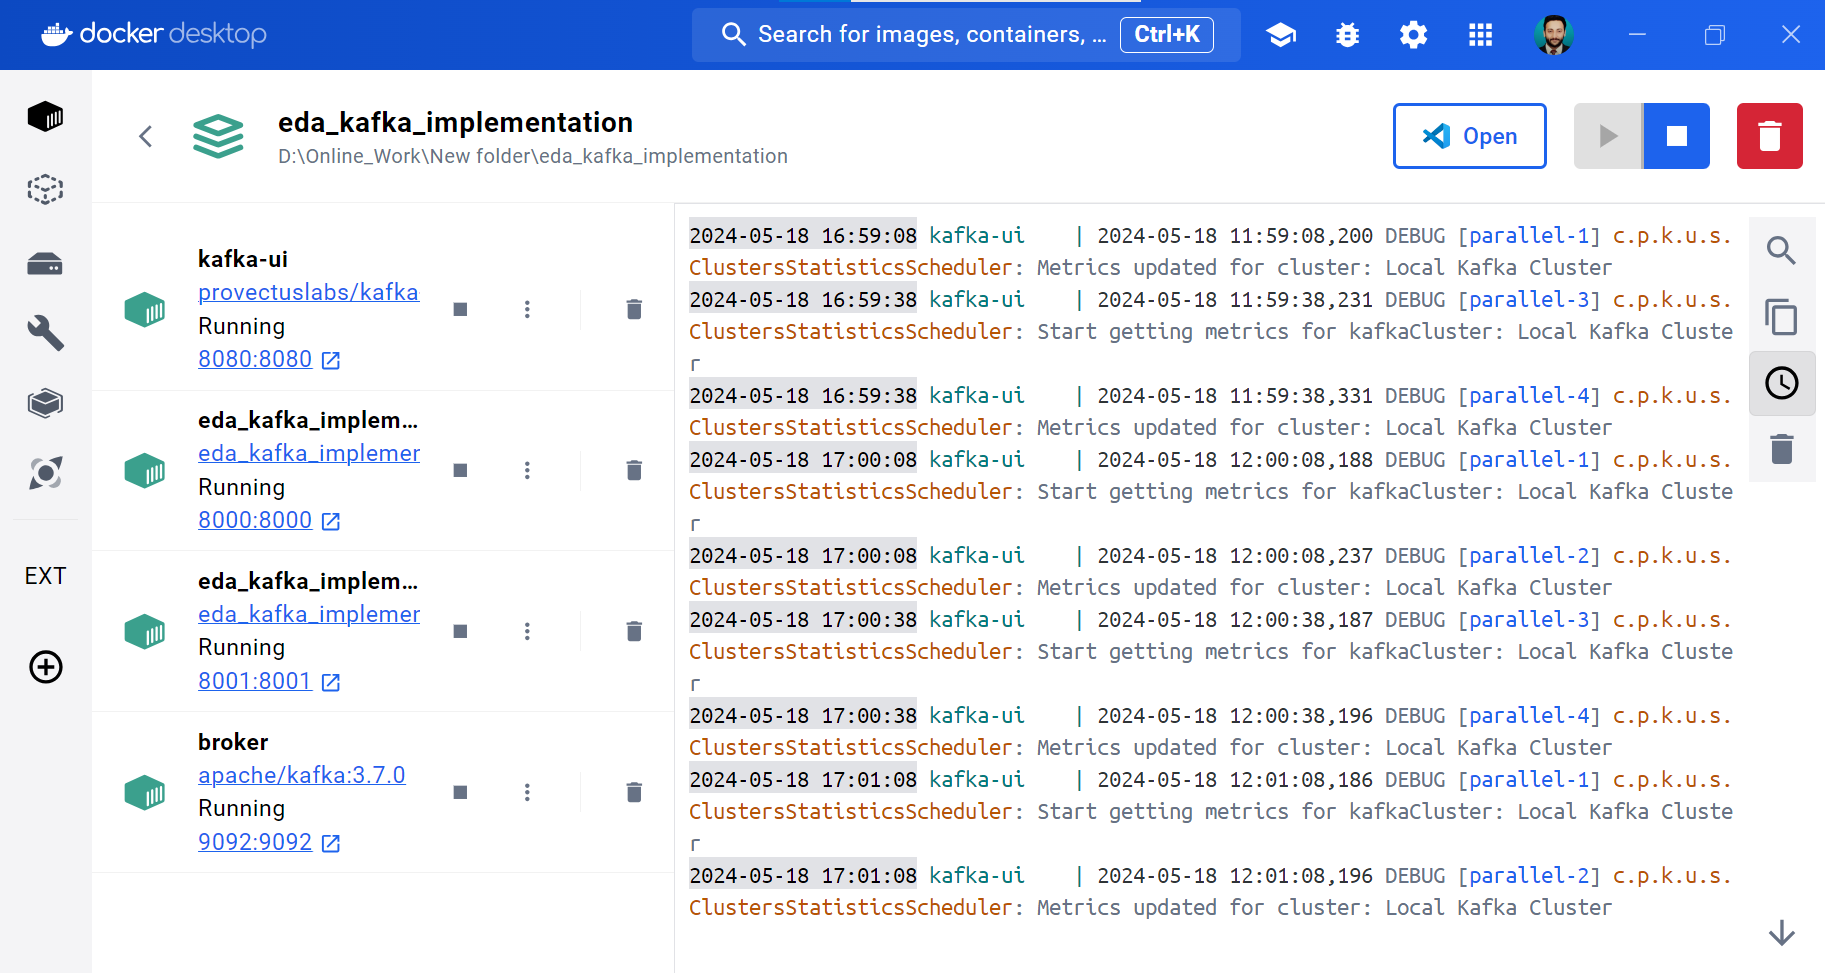 docker desktop
Search for images, containers, ...
Ctrl+K
eda_kafka_implementation
D:\Online_Work\New folder\eda_kafka_implementation
Open
EXT
kafka-ui
provectuslabs/kafka
Running
8080:8080
eda_kafka_implem...
eda_kafka_implemer
Running
8000:8000
eda_kafka_implem...
eda_kafka_implemer
Running
8001:8001
broker
apache/kafka:3.7.0
Running
9092:9092
2024-05-18 16:59:08 kafka-ui | 2024-05-18 11:59:08,200 DEBUG [parallel-1] c.p.k.u.s.
ClustersStatisticsScheduler: Metrics updated for cluster: Local Kafka Cluster
2024-05-18 16:59:38 kafka-ui | 2024-05-18 11:59:38,231 DEBUG [parallel-3] c.p.k.u.s.
ClustersStatisticsScheduler: Start getting metrics for kafkaCluster: Local Kafka Cluste
r
2024-05-18 16:59:38 kafka-ui | 2024-05-18 11:59:38,331 DEBUG [parallel-4] c.p.k.u.s.
ClustersStatisticsScheduler: Metrics updated for cluster: Local Kafka Cluster
2024-05-18 17:00:08 kafka-ui | 2024-05-18 12:00:08,188 DEBUG [parallel-1] c.p.k.u.s.
ClustersStatisticsScheduler: Start getting metrics for kafkaCluster: Local Kafka Cluste
r
2024-05-18 17:00:08 kafka-ui | 2024-05-18 12:00:08,237 DEBUG [parallel-2] c.p.k.u.s.
ClustersStatisticsScheduler: Metrics updated for cluster: Local Kafka Cluster
2024-05-18 17:00:38 kafka-ui | 2024-05-18 12:00:38,187 DEBUG [parallel-3] c.p.k.u.s.
ClustersStatisticsScheduler: Start getting metrics for kafkaCluster: Local Kafka Cluste
r
2024-05-18 17:00:38 kafka-ui | 2024-05-18 12:00:38,196 DEBUG [parallel-4] c.p.k.u.s.
ClustersStatisticsScheduler: Metrics updated for cluster: Local Kafka Cluster
2024-05-18 17:01:08 kafka-ui | 2024-05-18 12:01:08,186 DEBUG [parallel-1] c.p.k.u.s.
ClustersStatisticsScheduler: Start getting metrics for kafkaCluster: Local Kafka Cluste
r
2024-05-18 17:01:08 kafka-ui | 2024-05-18 12:01:08,196 DEBUG [parallel-2] c.p.k.u.s.
ClustersStatisticsScheduler: Metrics updated for cluster: Local Kafka Cluster